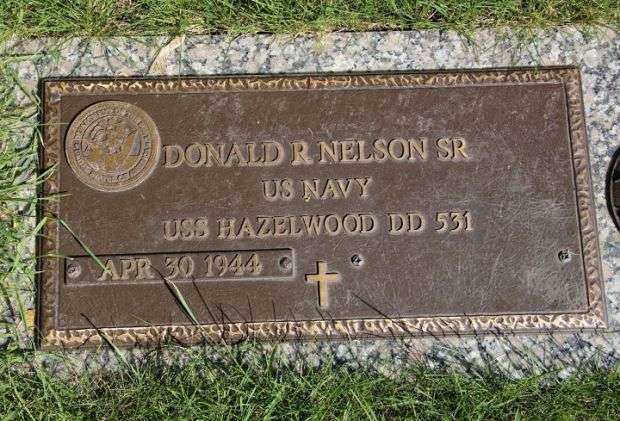 DONALD R NELSON SR
US NAVY
USS HAZELWOOD DD 531
APR 30 1944